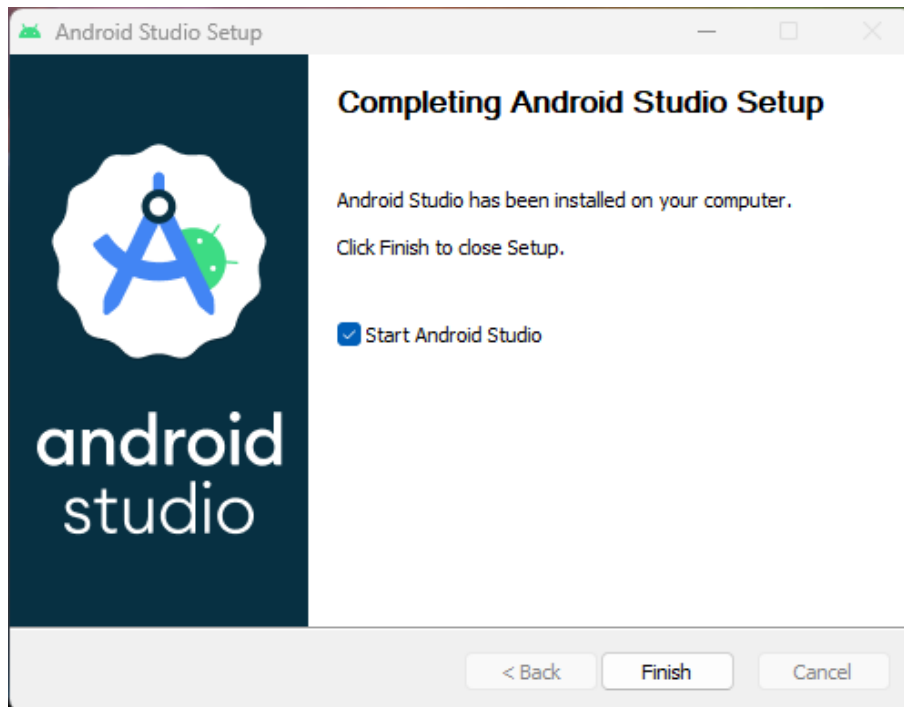 Android Studio Setup
Completing Android Studio Setup
Android Studio has been installed on your computer.
Click Finish to close Setup.
Start Android Studio
android
studio
< Back
Finish
Cancel